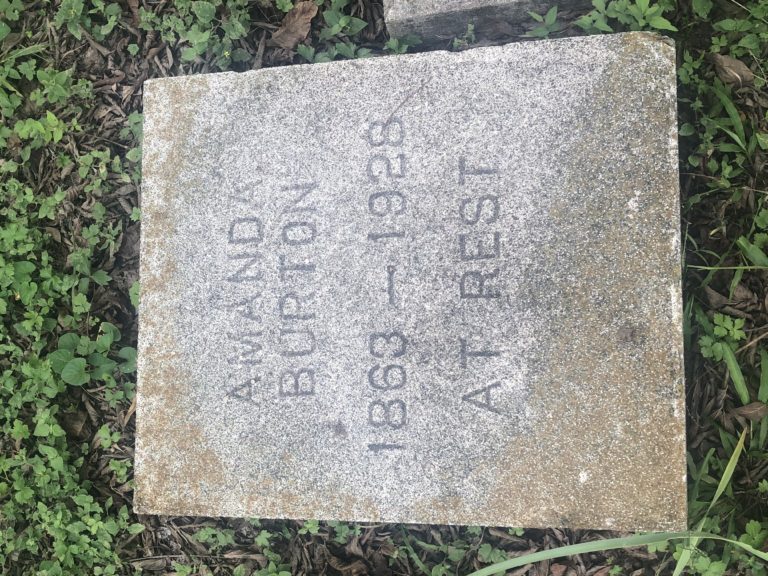 AMANDA
BURTON
1863 — 1928
AT REST